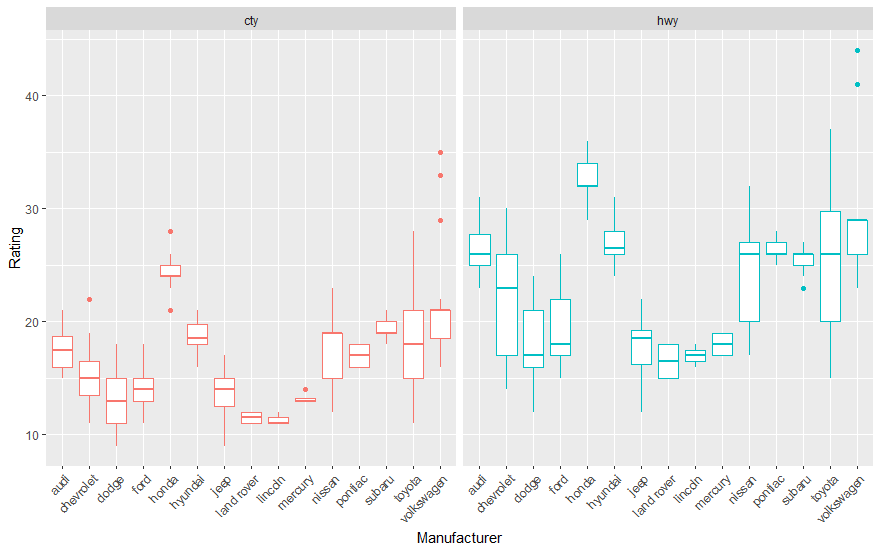 cty
hwy
Rating
40
30
20
10
audi
chevrolet
dodge
ford
honda
hyundai
jeep
land rover
lincoln
mercury
nissan
pontiac
subaru
toyota
volkswagen
audi
chevrolet
dodge
ford
honda
hyundai
jeep
land rover
lincoln
mercury
nissan
pontiac
subaru
toyota
volkswagen
Manufacturer